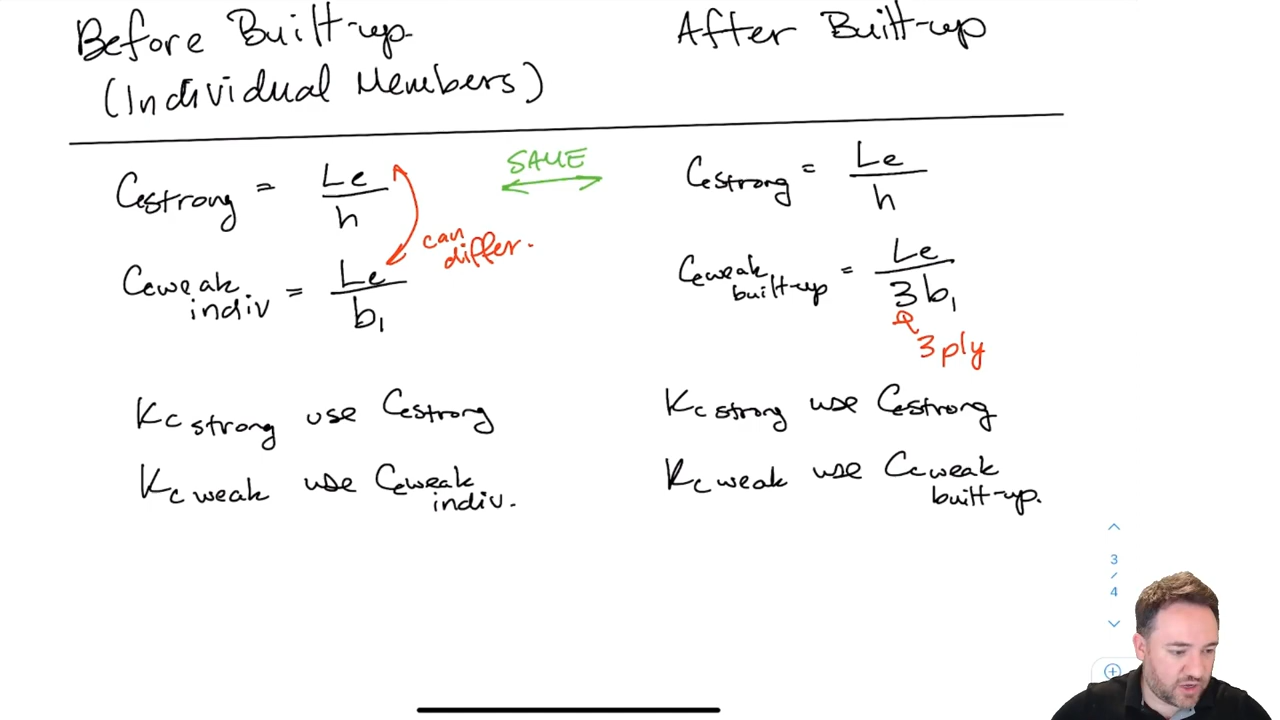 Before Built-up
(Individual Members)
After Built-up
Cestrong = Le
h
can
differ.
Ceweak = Le
indiv b1
SAME
Cestrong = Le
h
Ceweak = Le
built-up 3b1
3 ply
Kc strong use Cestrong
Kc weak use Ceweak
indiv.
Kc strong use Cestrong
Kc weak use Ceweak
built-up.
3
/
4